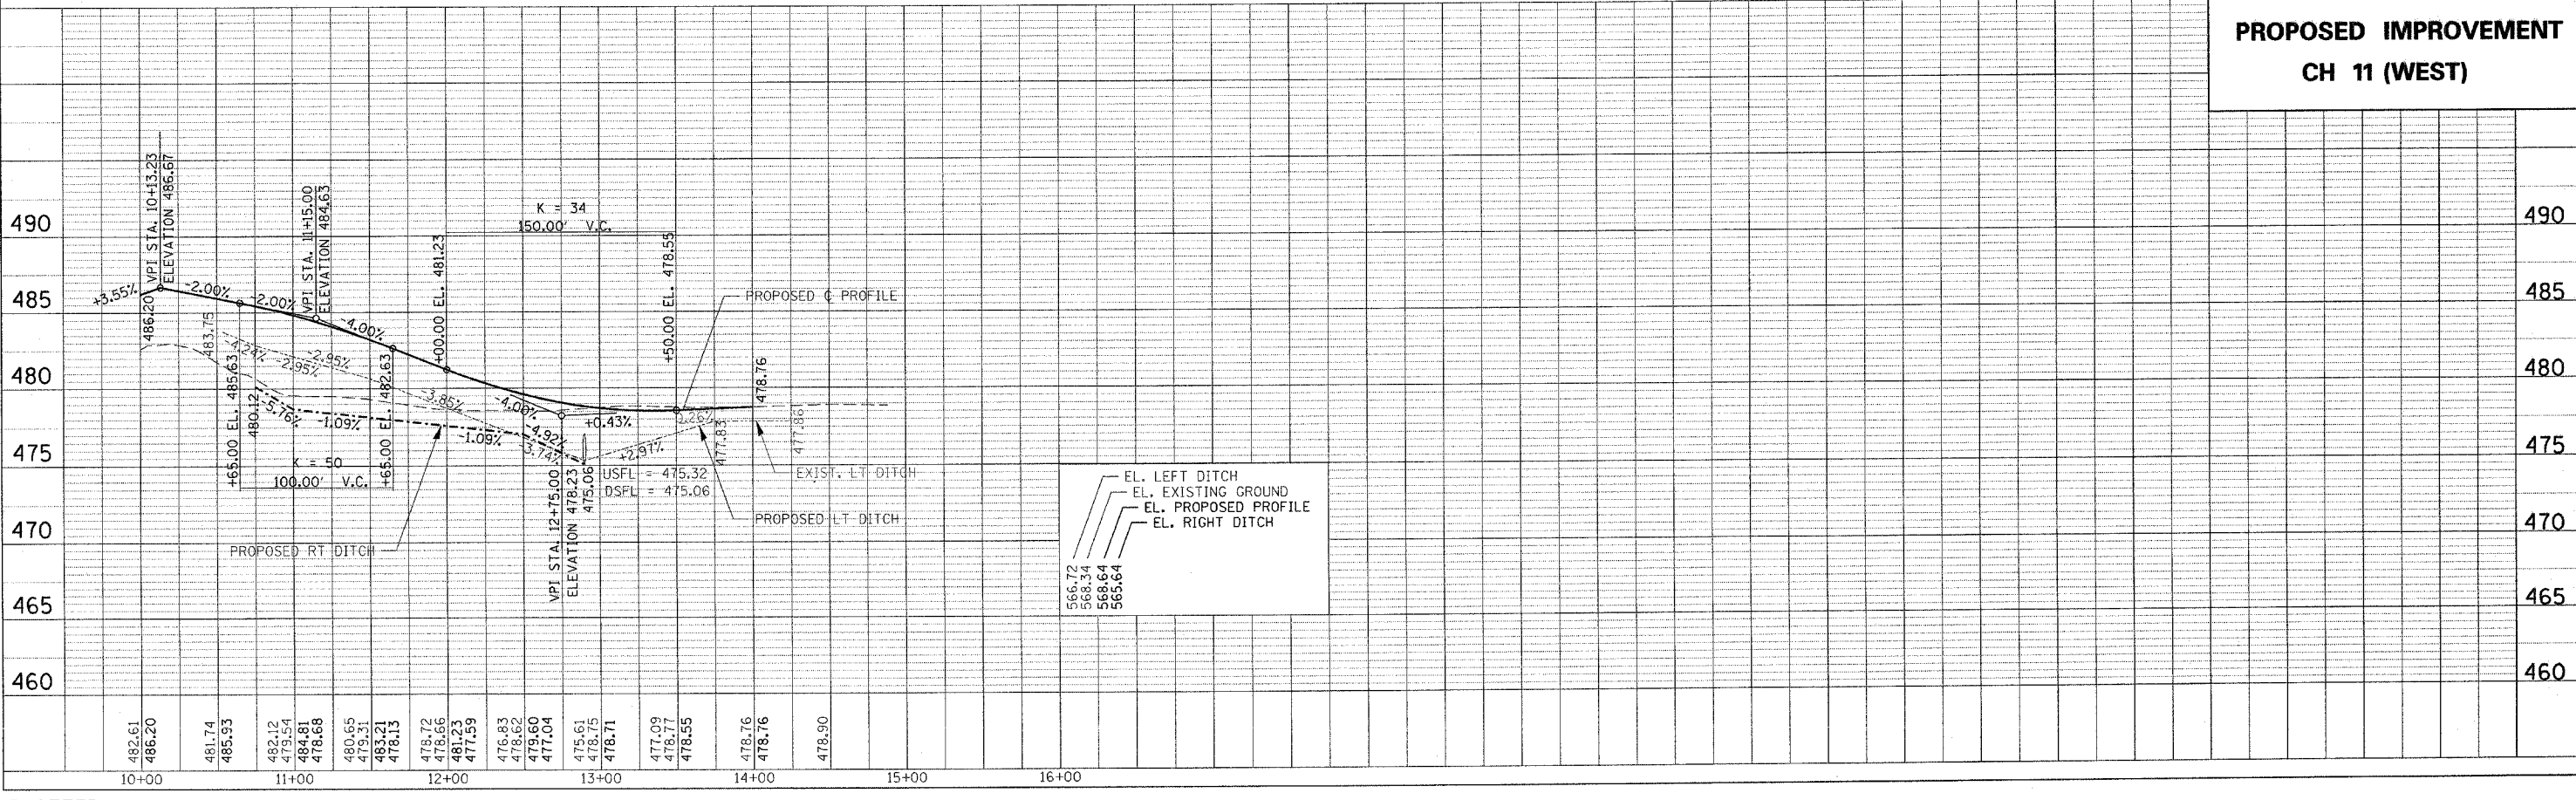 PROPOSED IMPROVEMENT
CH 11 (WEST)
490
485
480
475
470
465
460
490
485
480
475
470
465
460
VPI STA. 10+13.23
ELEVATION 486.67
+3.55%
486.20
-2.00%
-2.00%
VPI STA. 11+15.00
ELEVATION 484.63
-4.00%
483.75
-4.24%
-2.95%
-2.95%
+65.00 EL. 485.63
480.12
-5.76%
-1.09%
K = 50
100.00' V.C.
+65.00 EL. 482.63
-3.85%
-1.09%
PROPOSED RT DITCH
+00.00 EL. 481.23
K = 34
150.00' V.C.
+50.00 EL. 478.55
-4.00%
-4.92%
-3.74%
VPI STA. 12+75.00
ELEVATION 478.23
475.06
+0.43%
+2.97%
USFL = 475.32
DSFL = 475.06
477.83
478.76
477.86
PROPOSED ℄ PROFILE
EXIST. LT DITCH
PROPOSED LT DITCH
EL. LEFT DITCH
EL. EXISTING GROUND
EL. PROPOSED PROFILE
EL. RIGHT DITCH
566.72
568.34
568.64
565.64
482.61
486.20
481.74
485.93
482.12
479.54
484.81
478.68
480.65
479.31
483.21
478.13
478.72
478.66
481.23
477.59
476.83
478.62
479.60
477.04
475.61
478.75
478.71
477.09
478.77
478.55
478.76
478.76
478.90
10+00
11+00
12+00
13+00
14+00
15+00
16+00